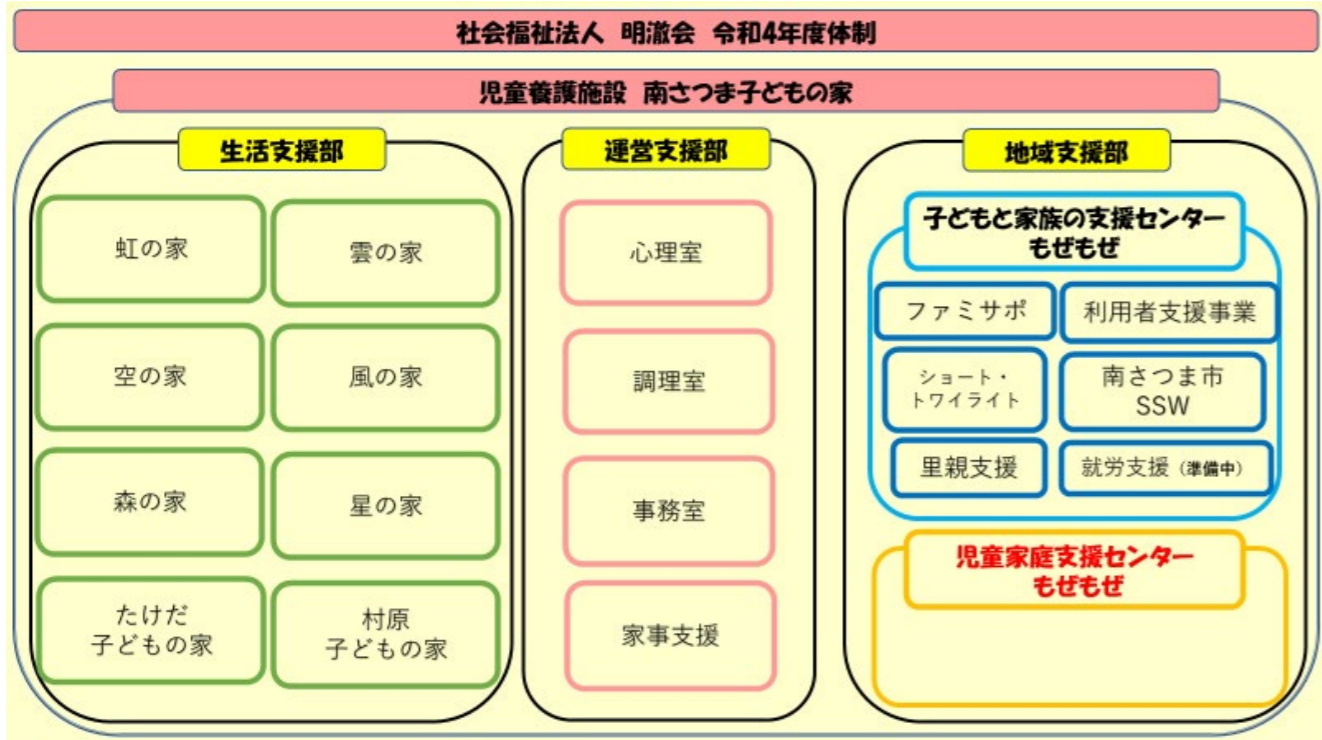 社会福祉法人 明澈会 令和4年度体制
児童養護施設 南さつま子どもの家
生活支援部
虹の家
雲の家
空の家
風の家
森の家
星の家
たけだ
子どもの家
村原
子どもの家
運営支援部
心理室
調理室
事務室
家事支援
地域支援部
子どもと家族の支援センター
もぜもぜ
ファミサポ
利用者支援事業
ショート・
トワイライト
南さつま市
SSW
里親支援
就労支援（準備中）
児童家庭支援センター
もぜもぜ